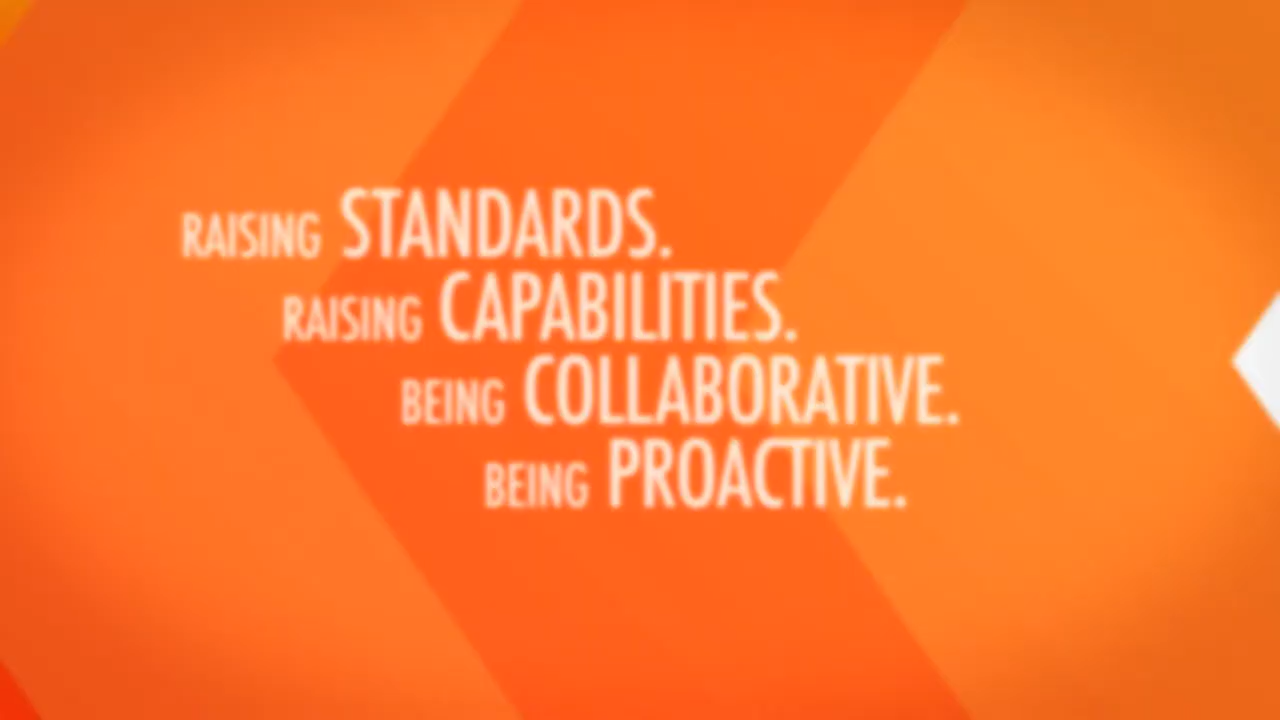 RAISING STANDARDS.
RAISING CAPABILITIES.
BEING COLLABORATIVE.
BEING PROACTIVE.